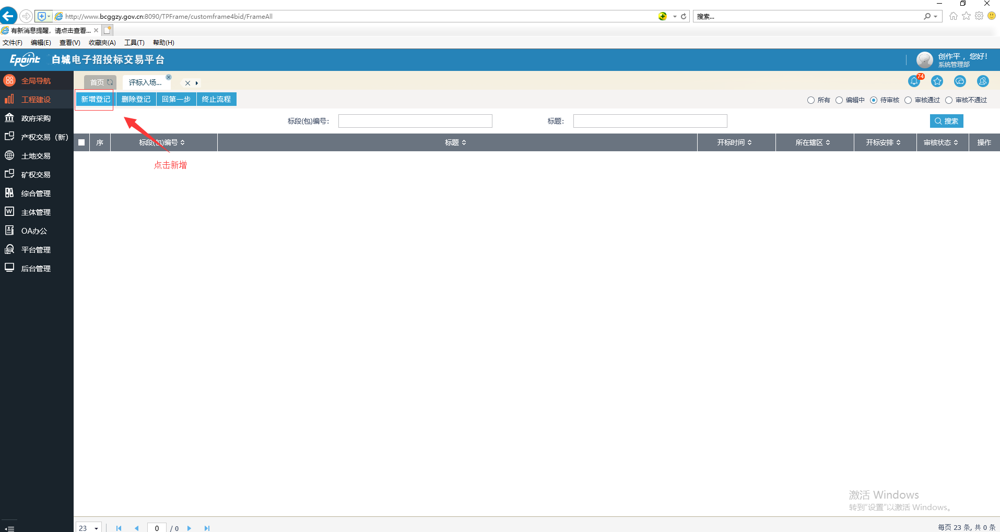 http://www.bcggzy.gov.cn:8090/TPFrame/customframe4bid/FrameAll
搜索...
有新消息提醒，请点击查看...
文件(F) 编辑(E) 查看(V) 收藏夹(A) 工具(T) 帮助(H)
Epoint 白城电子招投标交易平台
创作平，您好!
系统管理部
全局导航
首页 评标入场...
74
工程建设
新增登记 删除登记 回第一步 终止流程
所有 编辑中 待审核 审核通过 审核不通过
政府采购
标段(包)编号: 标题: 搜索
产权交易（新）
序 标段(包)编号 标题 开标时间 所在辖区 开标安排 审核状态 操作
土地交易
点击新增
矿权交易
综合管理
W 主体管理
OA办公
平台管理
后台管理
激活 Windows
转到"设置"以激活 Windows。
23 0 / 0
每页 23 条, 共 0 条